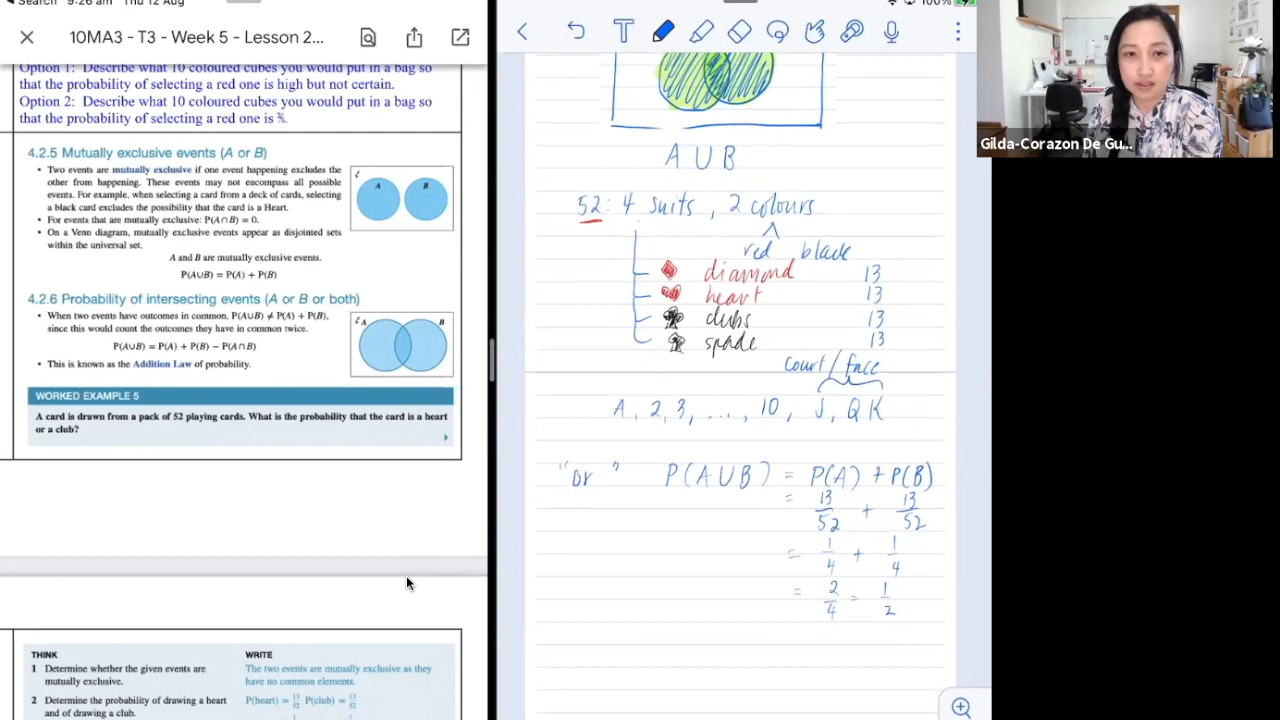 Search 9:26 am Thu 12 Aug
100%
10MA3 - T3 - Week 5 - Lesson 2...
Option 1: Describe what 10 coloured cubes you would put in a bag so
that the probability of selecting a red one is high but not certain.
Option 2: Describe what 10 coloured cubes you would put in a bag so
that the probability of selecting a red one is
4.2.5 Mutually exclusive events (A or B)
• Two events are mutually exclusive if one event happening excludes the
other from happening. These events may not encompass all possible
events. For example, when selecting a card from a deck of cards, selecting
a black card excludes the possibility that the card is a Heart.
• For events that are mutually exclusive: P(A∩B) = 0.
• On a Venn diagram, mutually exclusive events appear as disjointed sets
within the universal set.
A and B are mutually exclusive events.
P(A∪B) = P(A) + P(B)
ξ
A B
4.2.6 Probability of intersecting events (A or B or both)
• When two events have outcomes in common, P(A∪B) ≠ P(A) + P(B),
since this would count the outcomes they have in common twice.
P(A∪B) = P(A) + P(B) − P(A∩B)
• This is known as the Addition Law of probability.
ξ A B
WORKED EXAMPLE 5
A card is drawn from a pack of 52 playing cards. What is the probability that the card is a heart
or a club?
THINK WRITE
1 Determine whether the given events are
mutually exclusive.
The two events are mutually exclusive as they
have no common elements.
2 Determine the probability of drawing a heart
and of drawing a club.
P(heart) = 13/52 P(club) = 13/52
A U B
52: 4 suits, 2 colours
red black
diamond 13
heart 13
clubs 13
spade 13
court/face
A, 2, 3, ..., 10, J, Q K
"or" P(A U B) = P(A) + P(B)
= 13/52 + 13/52
= 1/4 + 1/4
= 2/4 = 1/2
Gilda-Corazon De Gu...